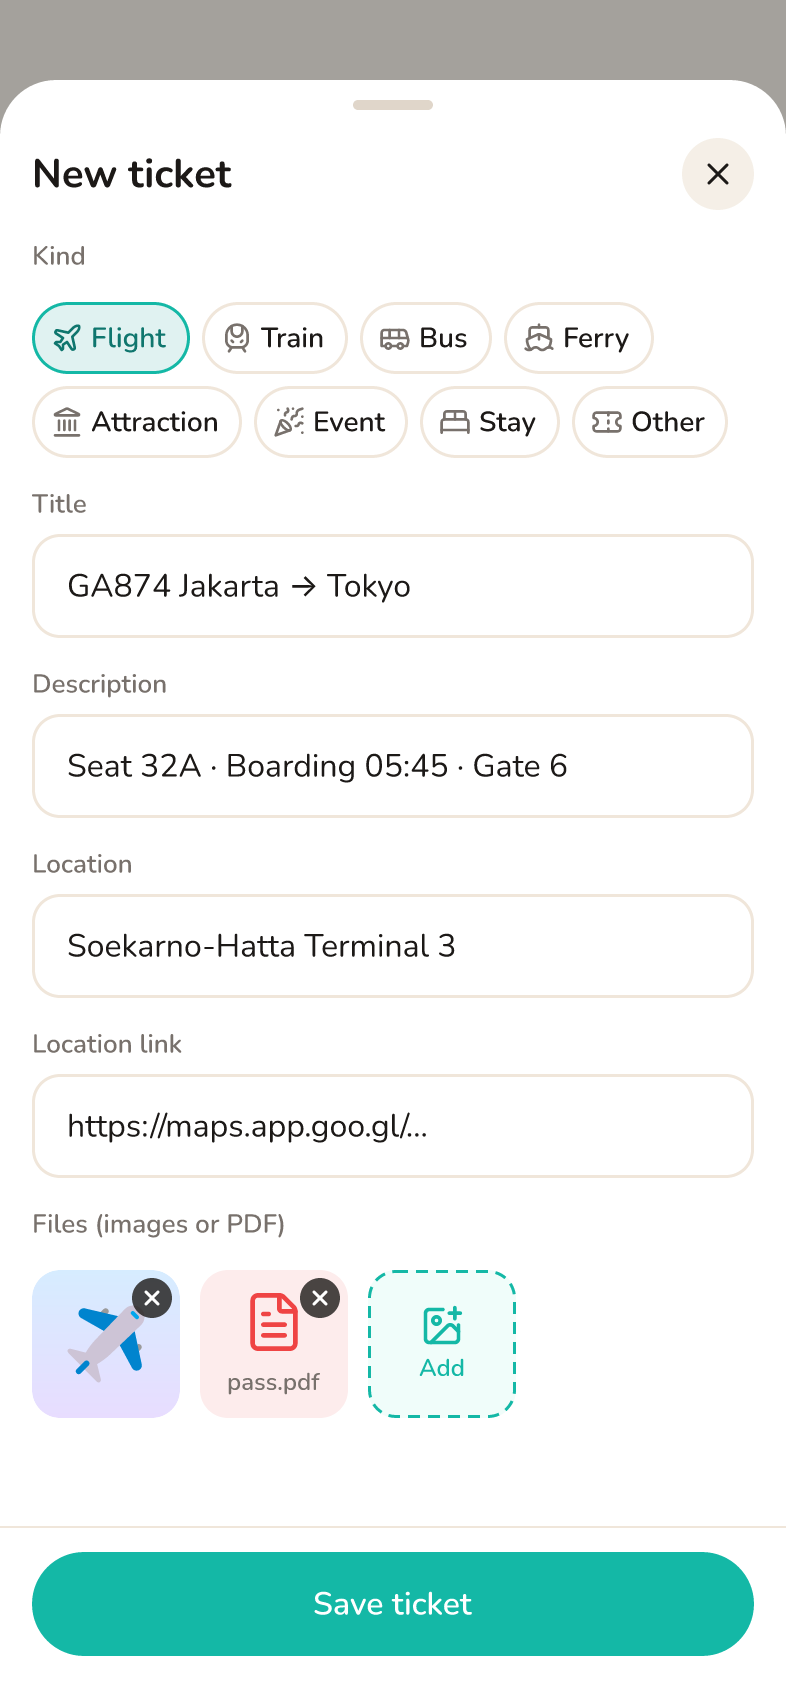 New ticket
Kind
Flight Train Bus Ferry
Attraction Event Stay Other
Title
GA874 Jakarta → Tokyo
Description
Seat 32A · Boarding 05:45 · Gate 6
Location
Soekarno-Hatta Terminal 3
Location link
https://maps.app.goo.gl/...
Files (images or PDF)
pass.pdf
Add
Save ticket